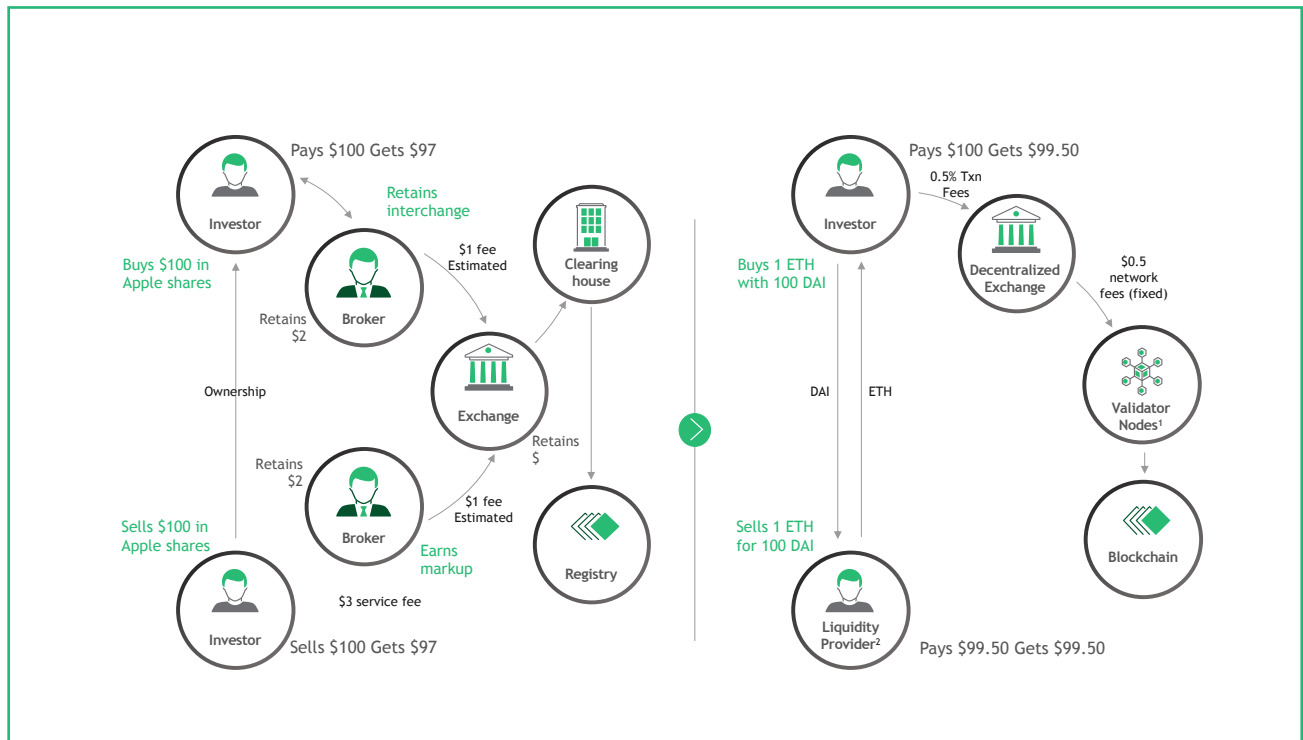 Pays $100 Gets $97
Investor
Retains
interchange
Buys $100 in
Apple shares
$1 fee
Estimated
Clearing
house
Retains
$2
Broker
Ownership
Exchange
Retains
$
Retains
$2
Broker
$1 fee
Estimated
Sells $100 in
Apple shares
Earns
markup
Registry
$3 service fee
Investor
Sells $100 Gets $97
Pays $100 Gets $99.50
0.5% Txn
Fees
Investor
Buys 1 ETH
with 100 DAI
Decentralized
Exchange
$0.5
network
fees (fixed)
DAI
ETH
Validator
Nodes¹
Sells 1 ETH
for 100 DAI
Blockchain
Liquidity
Provider²
Pays $99.50 Gets $99.50